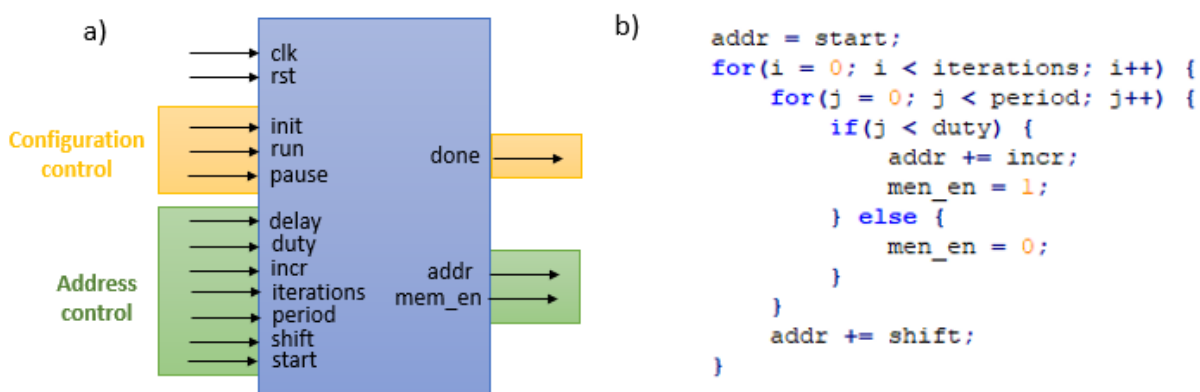 a)
clk
rst
Configuration
control
init
run
pause
done
Address
control
delay
duty
incr
iterations
period
shift
start
addr
mem_en
b)
addr = start;
for(i = 0; i < iterations; i++) {
for(j = 0; j < period; j++) {
if(j < duty) {
addr += incr;
men_en = 1;
} else {
men_en = 0;
}
}
addr += shift;
}